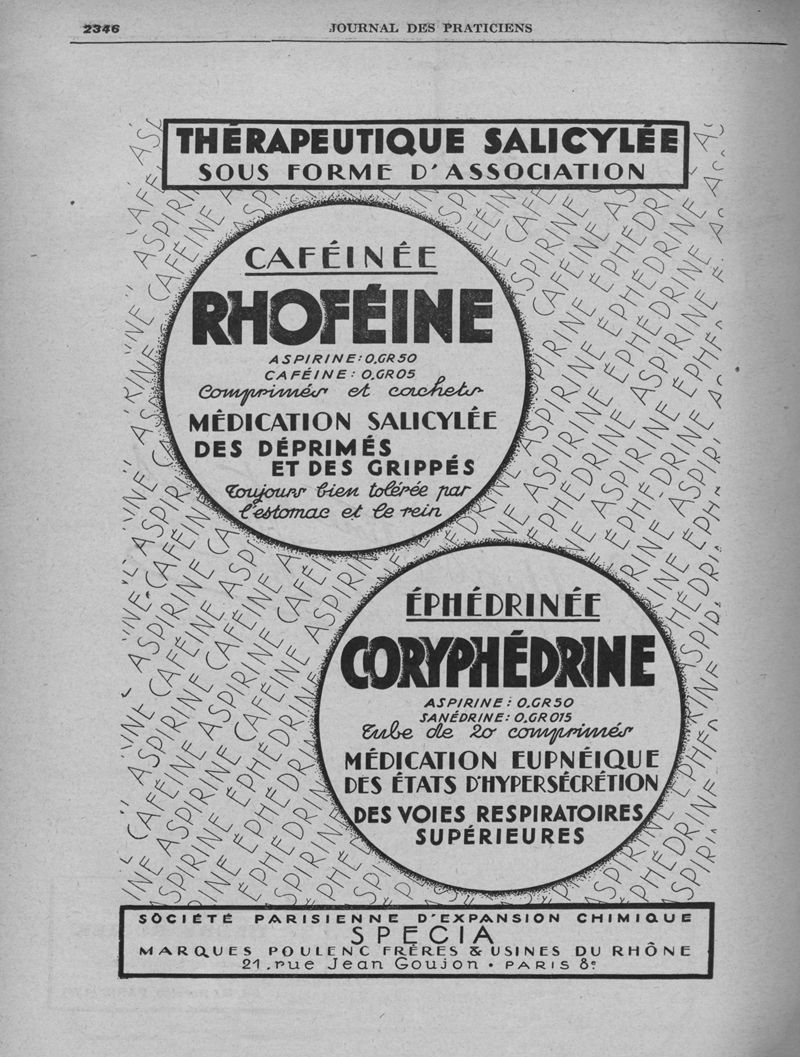 2346
JOURNAL DES PRATICIENS
THÉRAPEUTIQUE SALICYLÉE
SOUS FORME D'ASSOCIATION
CAFÉINÉE
RHOFÉINE
ASPIRINE: 0.GR50
CAFÉINE: 0.GR05
Comprimés et cachets
MÉDICATION SALICYLÉE
DES DÉPRIMÉS
ET DES GRIPPÉS
Toujours bien tolérée par
l'estomac et le rein
ÉPHÉDRINÉE
CORYPHÉDRINE
ASPIRINE: 0.GR50
SANÉDRINE: 0.GR015
Tube de 20 comprimés
MÉDICATION EUPNÉIQUE
DES ÉTATS D'HYPERSÉCRÉTION
DES VOIES RESPIRATOIRES
SUPÉRIEURES
SOCIÉTÉ PARISIENNE D'EXPANSION CHIMIQUE
SPECIA
MARQUES POULENC FRÈRES & USINES DU RHÔNE
21, rue Jean Goujon • PARIS 8e